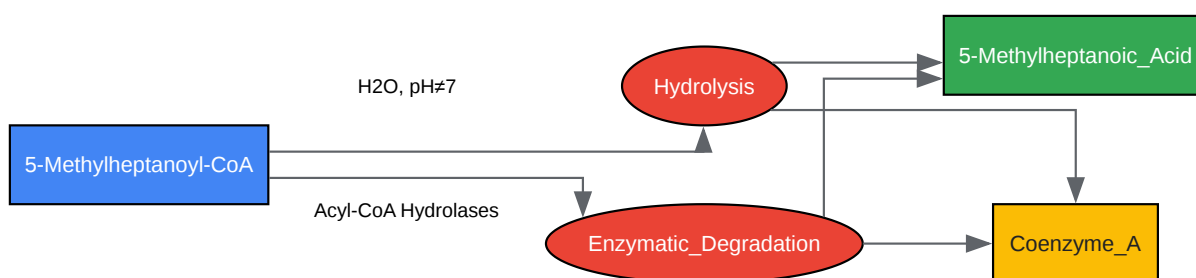 5-Methylheptanoic_Acid
H2O, pH≠7
Hydrolysis
5-Methylheptanoyl-CoA
Acyl-CoA Hydrolases
Enzymatic_Degradation
Coenzyme_A